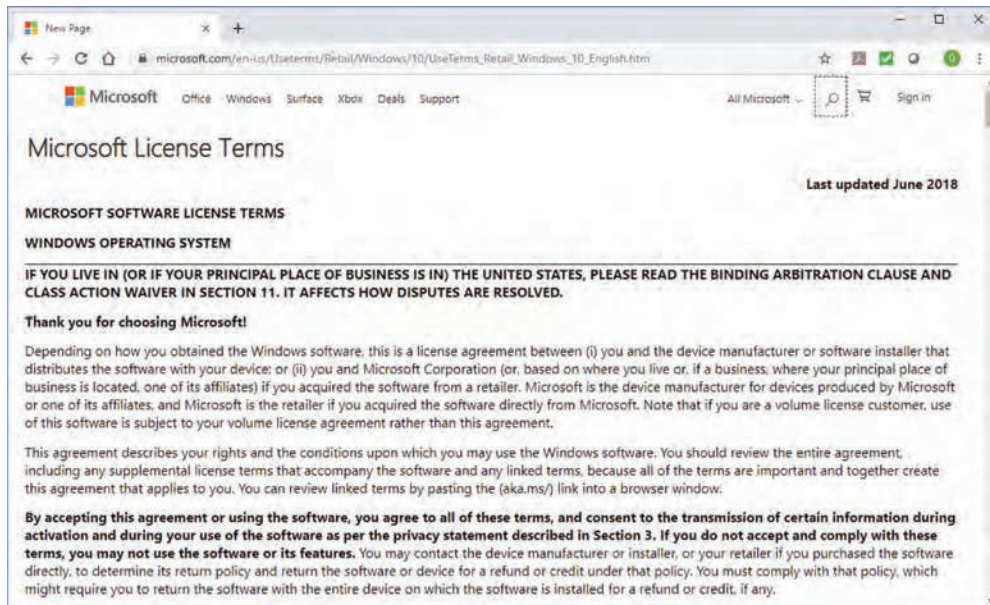 New Page
microsoft.com/en-us/Useterms/Retail/Windows/10/UseTerms_Retail_Windows_10_English.htm
Microsoft Office Windows Surface Xbox Deals Support All Microsoft Sign in
Microsoft License Terms
Last updated June 2018
MICROSOFT SOFTWARE LICENSE TERMS
WINDOWS OPERATING SYSTEM
IF YOU LIVE IN (OR IF YOUR PRINCIPAL PLACE OF BUSINESS IS IN) THE UNITED STATES, PLEASE READ THE BINDING ARBITRATION CLAUSE AND
CLASS ACTION WAIVER IN SECTION 11. IT AFFECTS HOW DISPUTES ARE RESOLVED.
Thank you for choosing Microsoft!
Depending on how you obtained the Windows software, this is a license agreement between (i) you and the device manufacturer or software installer that
distributes the software with your device; or (ii) you and Microsoft Corporation (or, based on where you live or, if a business, where your principal place of
business is located, one of its affiliates) if you acquired the software from a retailer. Microsoft is the device manufacturer for devices produced by Microsoft
or one of its affiliates, and Microsoft is the retailer if you acquired the software directly from Microsoft. Note that if you are a volume license customer, use
of this software is subject to your volume license agreement rather than this agreement.
This agreement describes your rights and the conditions upon which you may use the Windows software. You should review the entire agreement,
including any supplemental license terms that accompany the software and any linked terms, because all of the terms are important and together create
this agreement that applies to you. You can review linked terms by pasting the (aka.ms/) link into a browser window.
By accepting this agreement or using the software, you agree to all of these terms, and consent to the transmission of certain information during
activation and during your use of the software as per the privacy statement described in Section 3. If you do not accept and comply with these
terms, you may not use the software or its features. You may contact the device manufacturer or installer, or your retailer if you purchased the software
directly, to determine its return policy and return the software or device for a refund or credit under that policy. You must comply with that policy, which
might require you to return the software with the entire device on which the software is installed for a refund or credit, if any.